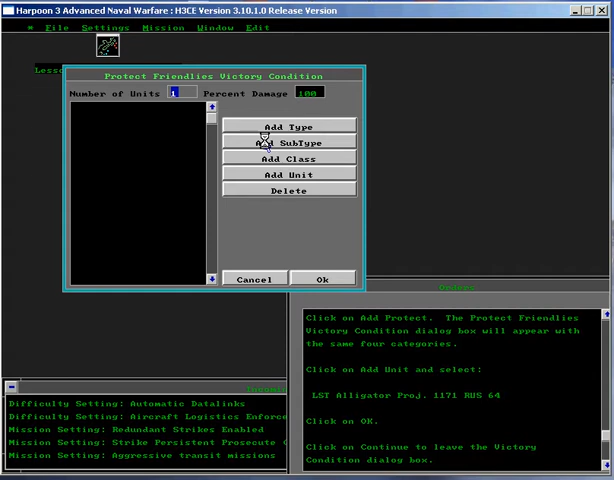 Harpoon 3 Advanced Naval Warfare : H3CE Version 3.10.1.0 Release Version
* File Settings Mission Window Edit
Protect Friendlies Victory Condition
Number of Units 1 Percent Damage 100
Add Type
SubType
Add Class
Add Unit
Delete
Cancel Ok
Orders
Click on Add Protect. The Protect Friendlies
Victory Condition dialog box will appear with
the same four categories.
Click on Add Unit and select:
LST Alligator Proj. 1171 RUS 64
Click on OK.
Click on Continue to leave the Victory
Condition dialog box.
Difficulty Setting: Automatic Datalinks
Difficulty Setting: Aircraft Logistics Enforce
Mission Setting: Redundant Strikes Enabled
Mission Setting: Strike Persistent Prosecute
Mission Setting: Aggressive transit missions